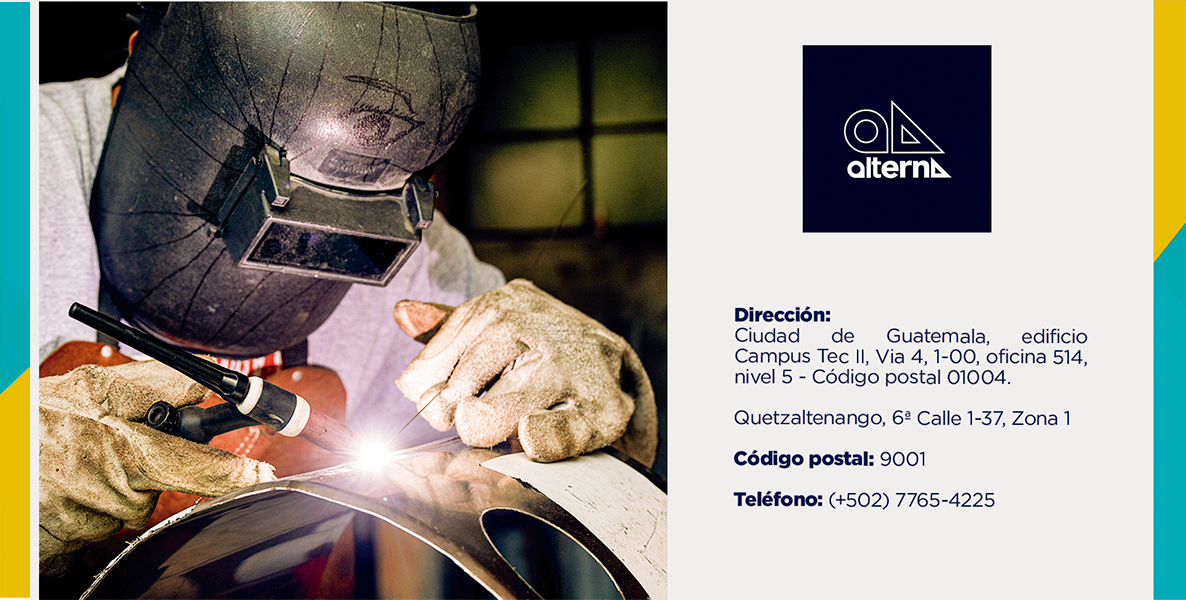 alterna
Dirección:
Ciudad de Guatemala, edificio
Campus Tec II, Via 4, 1-00, oficina 514,
nivel 5 - Código postal 01004.
Quetzaltenango, 6ª Calle 1-37, Zona 1
Código postal: 9001
Teléfono: (+502) 7765-4225